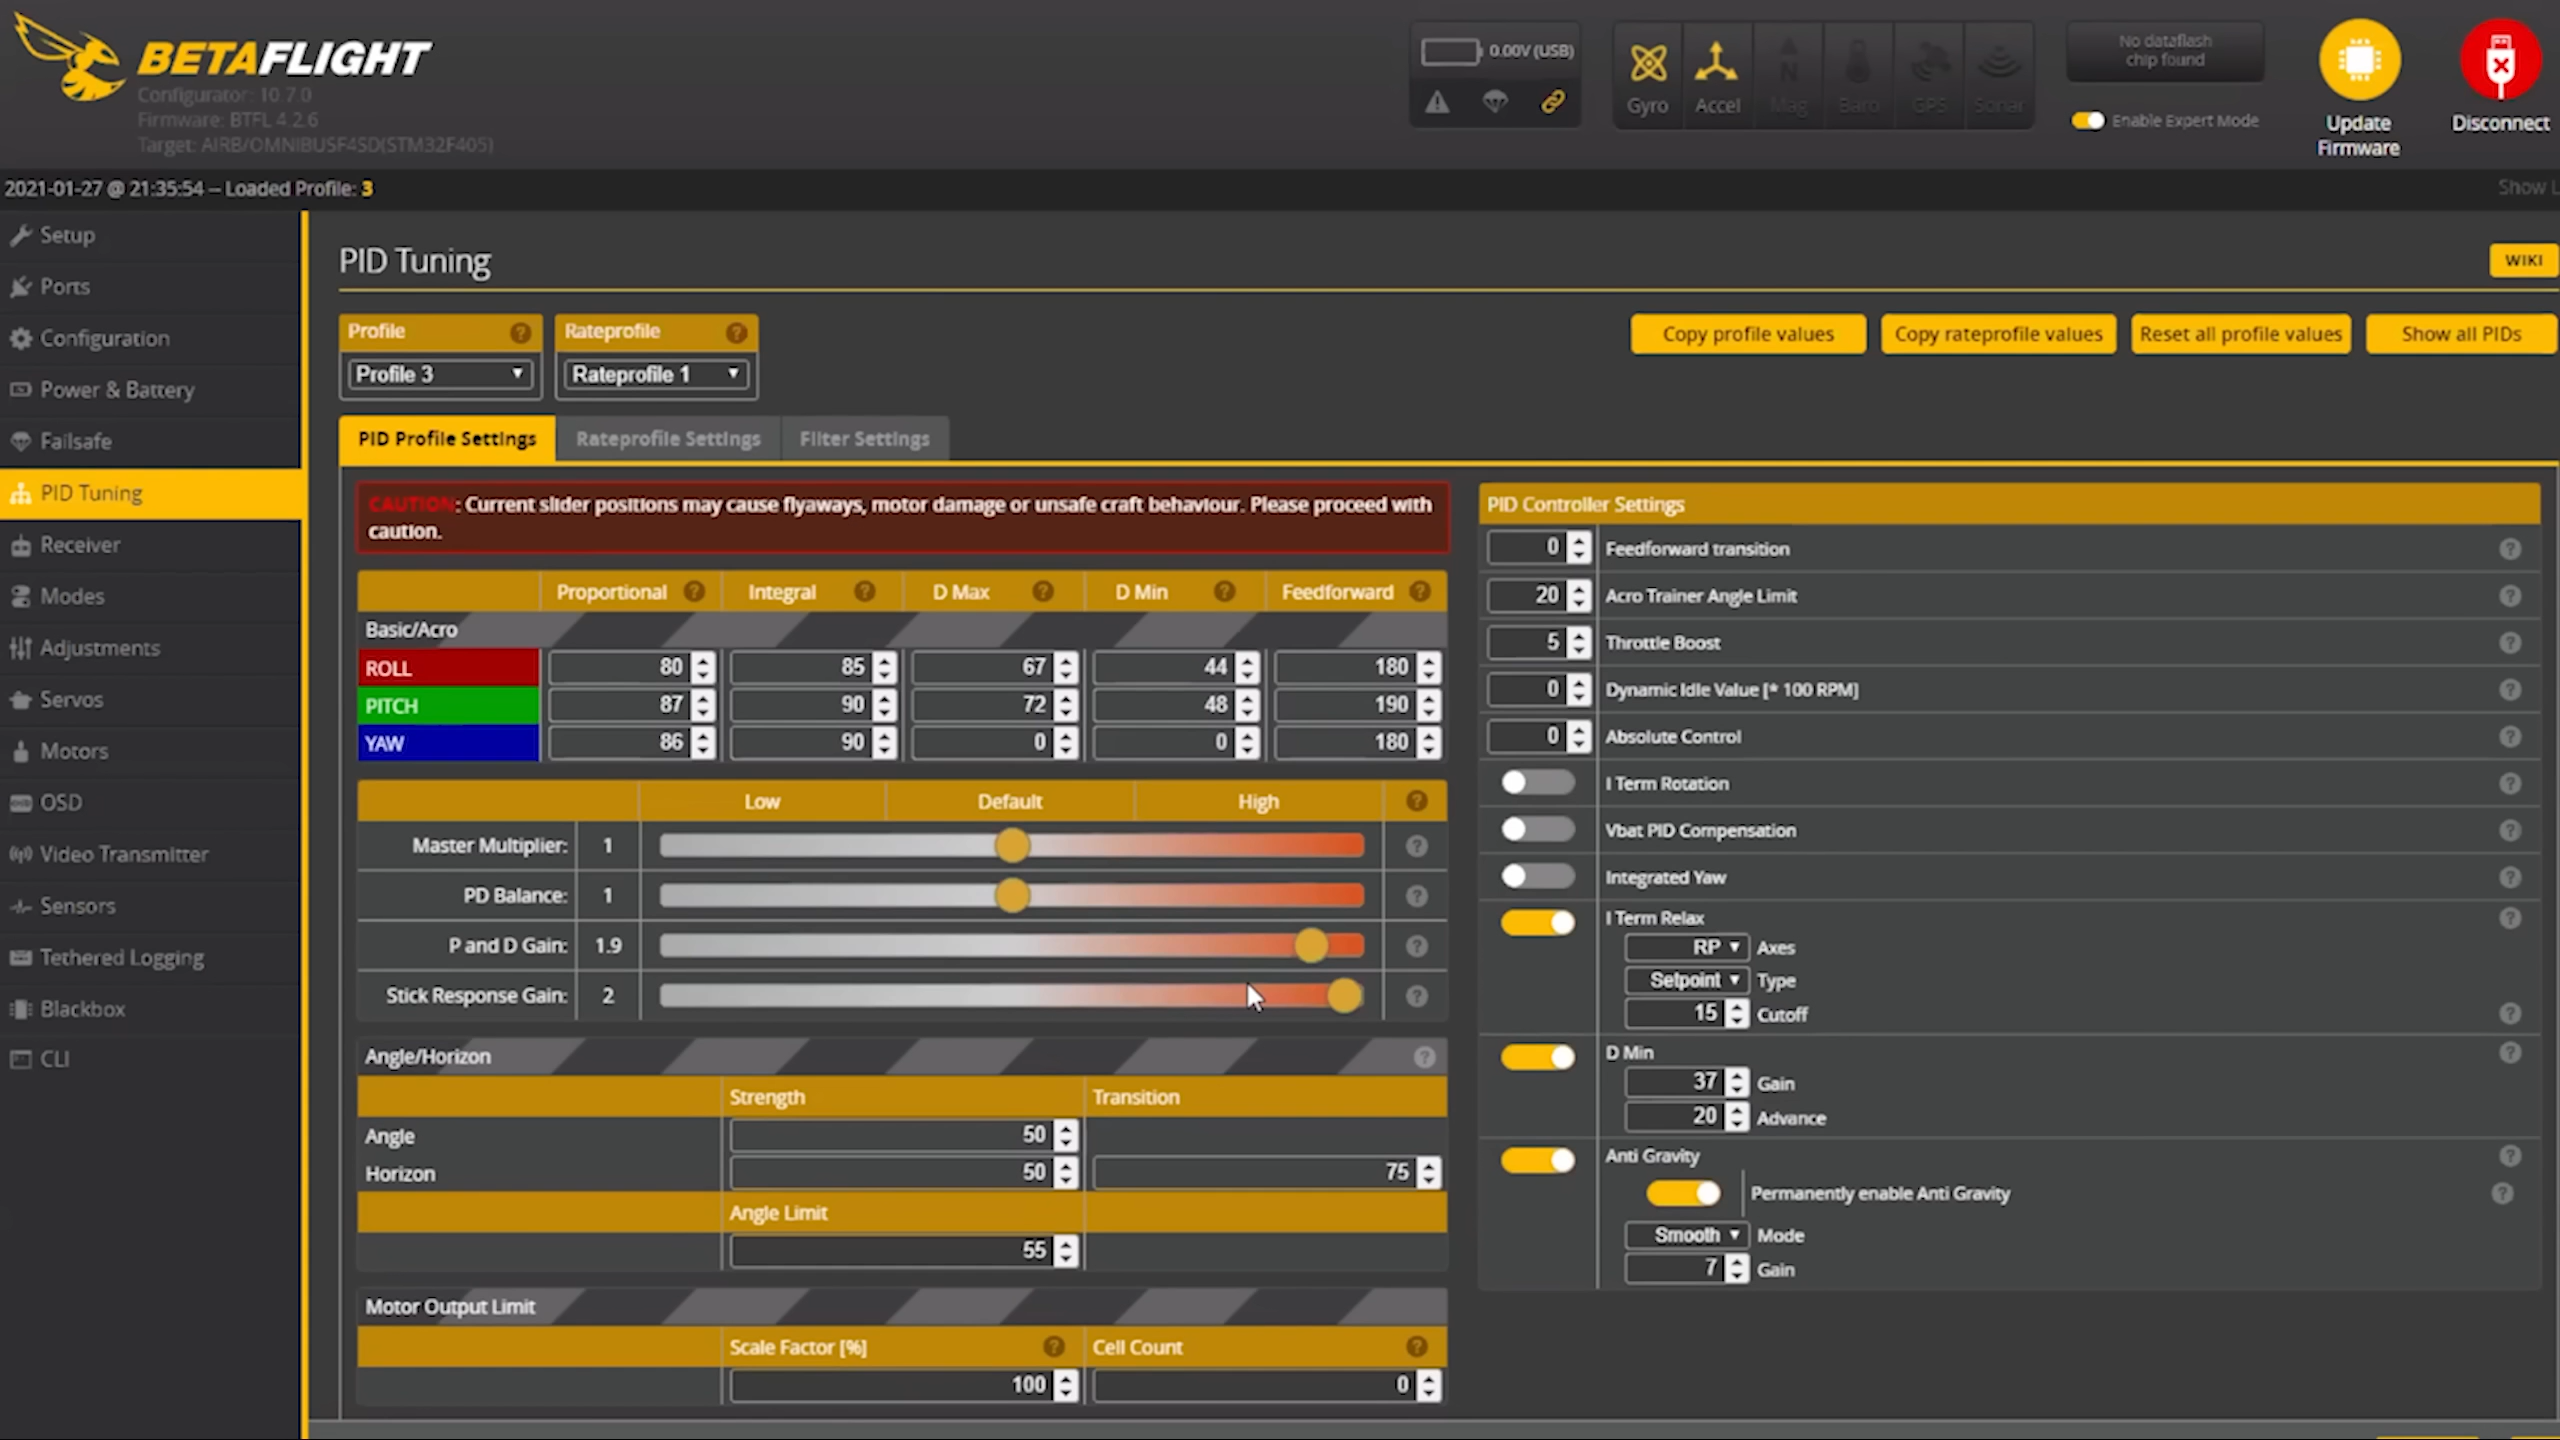 BETAFLIGHT
Configurator: 10.7.0
Firmware: BTFL 4.2.6
Target: AIRB/OMNIBUSF4SD(STM32F405)
0.00V (USB)
Gyro Accel Mag Baro GPS Sonar
No dataflash
chip found
Enable Expert Mode
Update
Firmware
Disconnect
2021-01-27 @ 21:35:54 – Loaded Profile: 3
Show L
Setup
Ports
Configuration
Power & Battery
Failsafe
PID Tuning
Receiver
Modes
Adjustments
Servos
Motors
OSD
Video Transmitter
Sensors
Tethered Logging
Blackbox
CLI
PID Tuning
WIKI
Profile
Profile 3
Rateprofile
Rateprofile 1
Copy profile values
Copy rateprofile values
Reset all profile values
Show all PIDs
PID Profile Settings
Rateprofile Settings
Filter Settings
CAUTION: Current slider positions may cause flyaways, motor damage or unsafe craft behaviour. Please proceed with
caution.
Proportional Integral D Max D Min Feedforward
Basic/Acro
ROLL 80 85 67 44 180
PITCH 87 90 72 48 190
YAW 86 90 0 0 180
Low Default High
Master Multiplier: 1
PD Balance: 1
P and D Gain: 1.9
Stick Response Gain: 2
Angle/Horizon
Strength Transition
Angle 50
Horizon 50 75
Angle Limit
55
Motor Output Limit
Scale Factor [%] Cell Count
100 0
PID Controller Settings
0 Feedforward transition
20 Acro Trainer Angle Limit
5 Throttle Boost
0 Dynamic Idle Value [* 100 RPM]
0 Absolute Control
I Term Rotation
Vbat PID Compensation
Integrated Yaw
I Term Relax
RP Axes
Setpoint Type
15 Cutoff
D Min
37 Gain
20 Advance
Anti Gravity
Permanently enable Anti Gravity
Smooth Mode
7 Gain